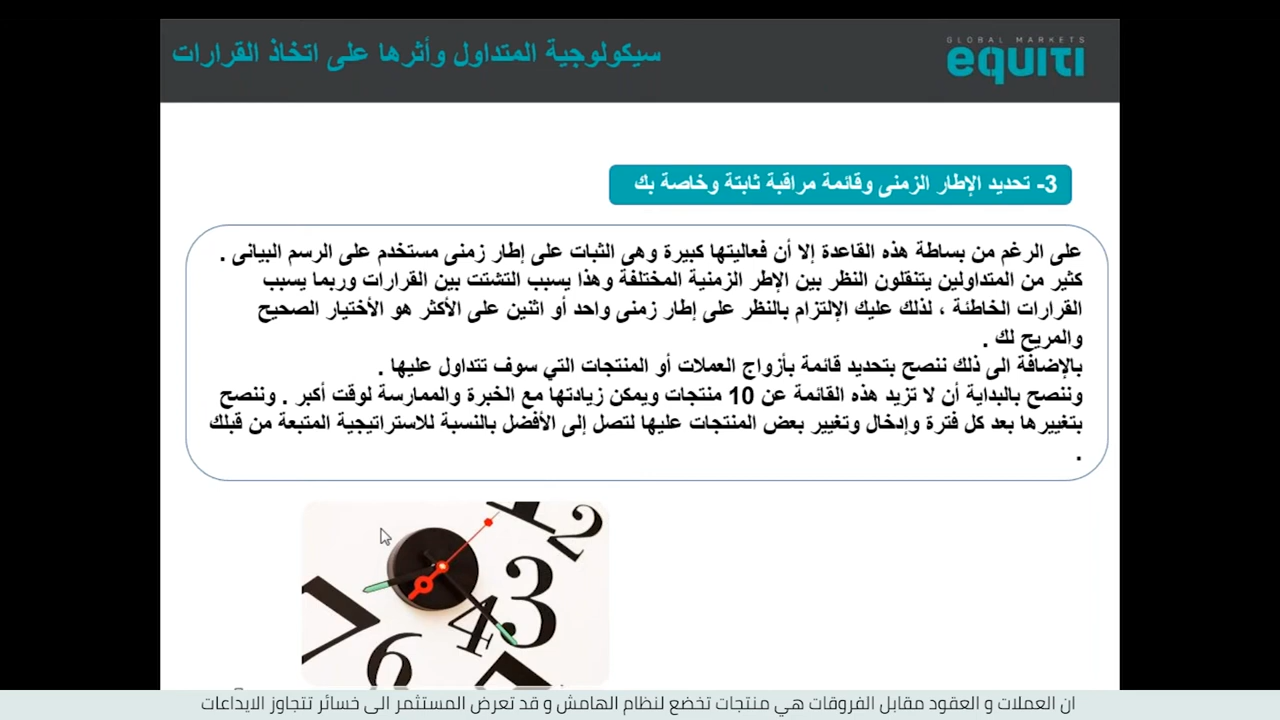 سيكولوجية المتداول وأثرها على اتخاذ القرارات
GLOBAL MARKETS
equiti
3- تحديد الإطار الزمنى وقائمة مراقبة ثابتة وخاصة بك
على الرغم من بساطة هذه القاعدة إلا أن فعاليتها كبيرة وهى الثبات على إطار زمنى مستخدم على الرسم البيانى .
كثير من المتداولين يتنقلون النظر بين الإطر الزمنية المختلفة وهذا يسبب التشتت بين القرارات وربما يسبب
القرارات الخاطئة ، لذلك عليك الإلتزام بالنظر على إطار زمنى واحد أو اثنين على الأكثر هو الأختيار الصحيح
والمريح لك .
بالإضافة الى ذلك ننصح بتحديد قائمة بأزواج العملات أو المنتجات التي سوف تتداول عليها .
وننصح بالبداية أن لا تزيد هذه القائمة عن 10 منتجات ويمكن زيادتها مع الخبرة والممارسة لوقت أكبر . وننصح
بتغييرها بعد كل فترة وإدخال وتغيير بعض المنتجات عليها لتصل إلى الأفضل بالنسبة للاستراتيجية المتبعة من قبلك
.
2
3
4
6
7
ان العملات و العقود مقابل الفروقات هي منتجات تخضع لنظام الهامش و قد تعرض المستثمر الى خسائر تتجاوز الايداعات